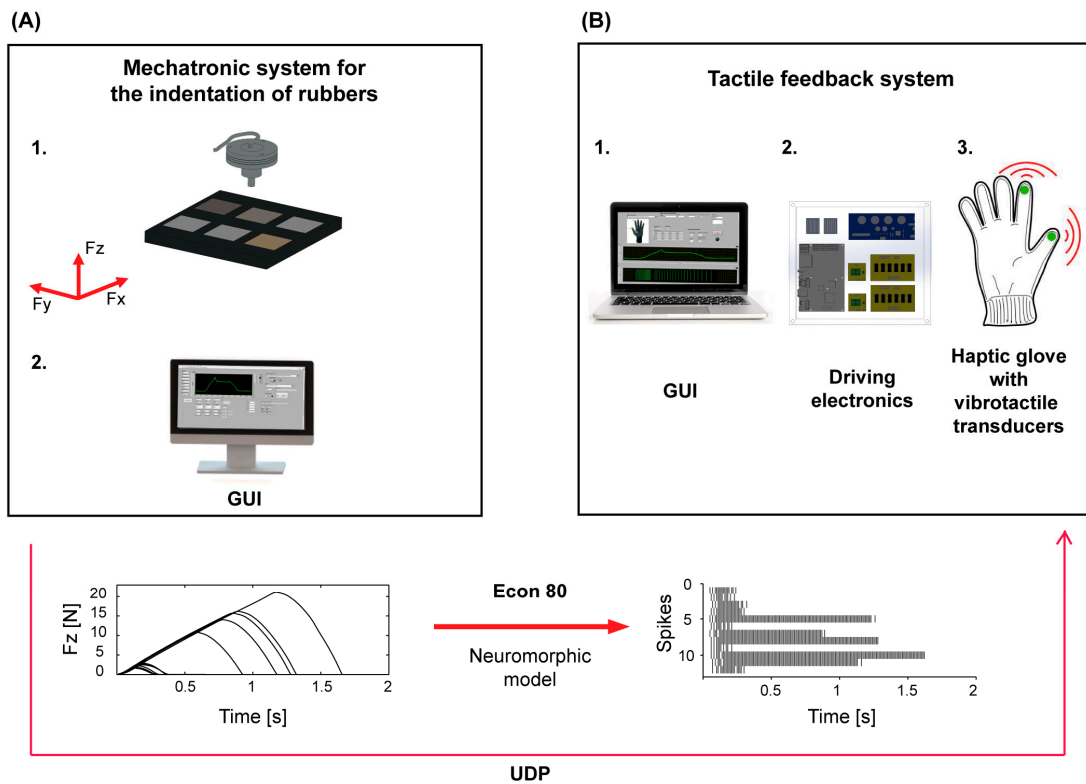 (A)
Mechatronic system for
the indentation of rubbers
1.
Fz
Fy
Fx
2.
GUI
(B)
Tactile feedback system
1.
2.
3.
GUI
Driving
electronics
Haptic glove
with
vibrotactile
transducers
Fz [N]
20
15
10
5
0
0.5
1
1.5
2
Time [s]
Econ 80
Neuromorphic
model
Spikes
0
5
10
0.5
1
1.5
2
Time [s]
UDP